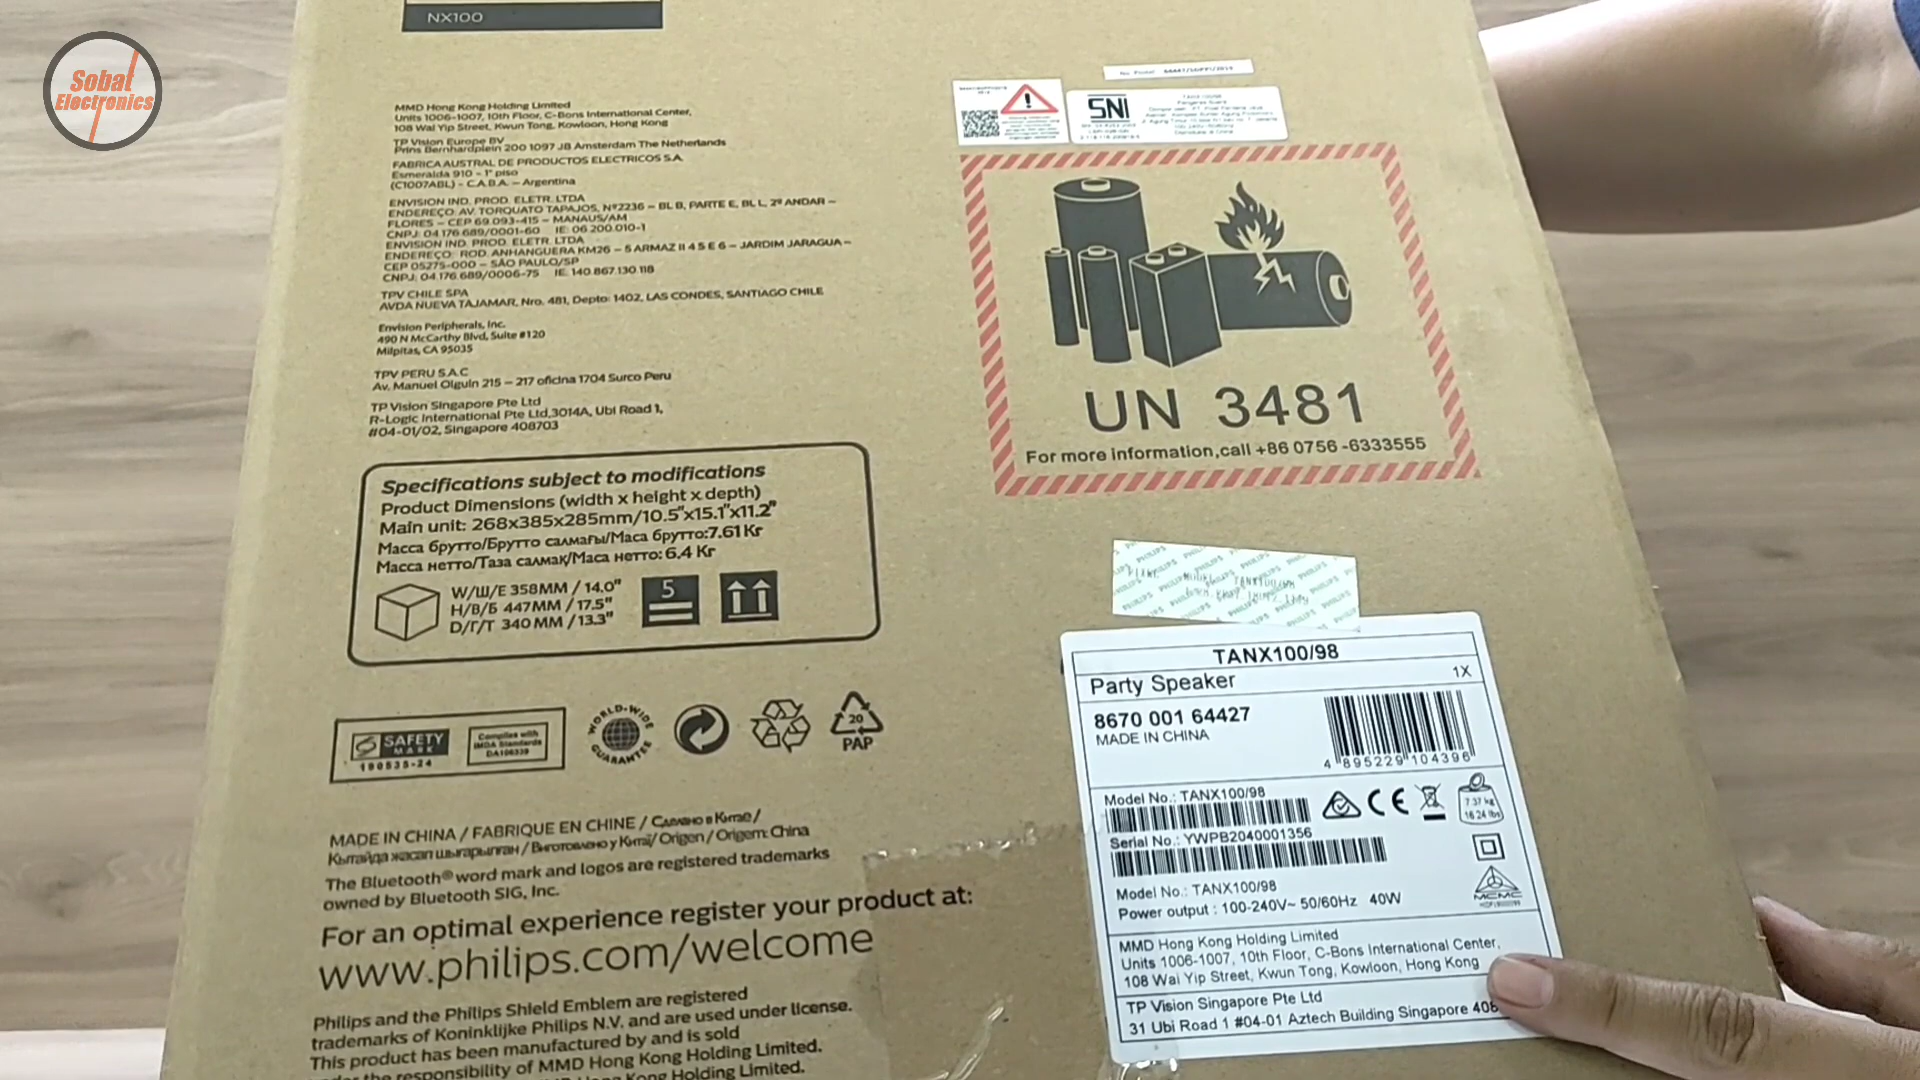 Sobat
Electronics
NX100
MMD Hong Kong Holding Limited
Units 1006-1007, 10th Floor, C-Bons International Center,
108 Wai Yip Street, Kwun Tong, Kowloon, Hong Kong
TP Vision Europe BV
Prins Bernhardplein 200 1097 JB Amsterdam The Netherlands
FABRICA AUSTRAL DE PRODUCTOS ELECTRICOS S.A.
Esmeralda 910 - 1° piso
(C1007ABL) - C.A.B.A. - Argentina
ENVISION IND. PROD. ELETR. LTDA
ENDEREÇO: AV. TORQUATO TAPAJOS, Nº2236 – BL B, PARTE E, BL L, 2º ANDAR –
FLORES – CEP 69.093-415 – MANAUS/AM
CNPJ: 04.176.689/0001-60 IE: 06.200.010-1
ENVISION IND. PROD. ELETR. LTDA
ENDEREÇO: ROD. ANHANGUERA KM26 – 5 ARMAZ II 4 5 E 6 – JARDIM JARAGUA –
CEP 05275-000 – SÃO PAULO/SP
CNPJ: 04.176.689/0006-75 IE: 140.867.130.118
TPV CHILE SPA
AVDA NUEVA TAJAMAR, Nro. 481, Depto: 1402, LAS CONDES, SANTIAGO CHILE
Envision Peripherals, Inc.
490 N McCarthy Blvd, Suite #120
Milpitas, CA 95035
TPV PERU S.A.C
Av. Manuel Olguin 215 – 217 oficina 1704 Surco Peru
TP Vision Singapore Pte Ltd
R-Logic International Pte Ltd,3014A, Ubi Road 1,
#04-01/02, Singapore 408703
SNI
UN 3481
For more information,call +86 0756 -6333555
Specifications subject to modifications
Product Dimensions (width x height x depth)
Main unit: 268x385x285mm/10.5"x15.1"x11.2"
Масса брутто/Брутто салмағы/Маса брутто:7.61 Кг
Масса нетто/Таза салмақ/Маса нетто: 6.4 Кг
W/Ш/Е 358MM / 14.0"
H/В/Б 447MM / 17.5"
D/Г/Т 340 MM / 13.3"
5
SAFETY
MARK
190535-24
Complies with
IMDA Standards
DA106339
WORLD-WIDE
GUARANTEE
20
PAP
MADE IN CHINA / FABRIQUE EN CHINE / Сделано в Китае /
Қытайда жасап шығарылған / Виготовлено у Китаї/ Origen / Origem: China
The Bluetooth® word mark and logos are registered trademarks
owned by Bluetooth SIG, Inc.
For an optimal experience register your product at:
www.philips.com/welcome
Philips and the Philips Shield Emblem are registered
trademarks of Koninklijke Philips N.V. and are used under license.
This product has been manufactured by and is sold
the responsibility of MMD Hong Kong Holding Limited.
Kong Holding Limited.
PHILIPS
TANX100/98
Party Speaker
1X
8670 001 64427
MADE IN CHINA
4 895229 104396
Model No.: TANX100/98
Serial No.: YWPB2040001356
CE
7.37 kg
16.24 lbs
Model No.: TANX100/98
Power output : 100-240V~ 50/60Hz 40W
MCMC
MMD Hong Kong Holding Limited
Units 1006-1007, 10th Floor, C-Bons International Center,
108 Wai Yip Street, Kwun Tong, Kowloon, Hong Kong
TP Vision Singapore Pte Ltd
31 Ubi Road 1 #04-01 Aztech Building Singapore 408